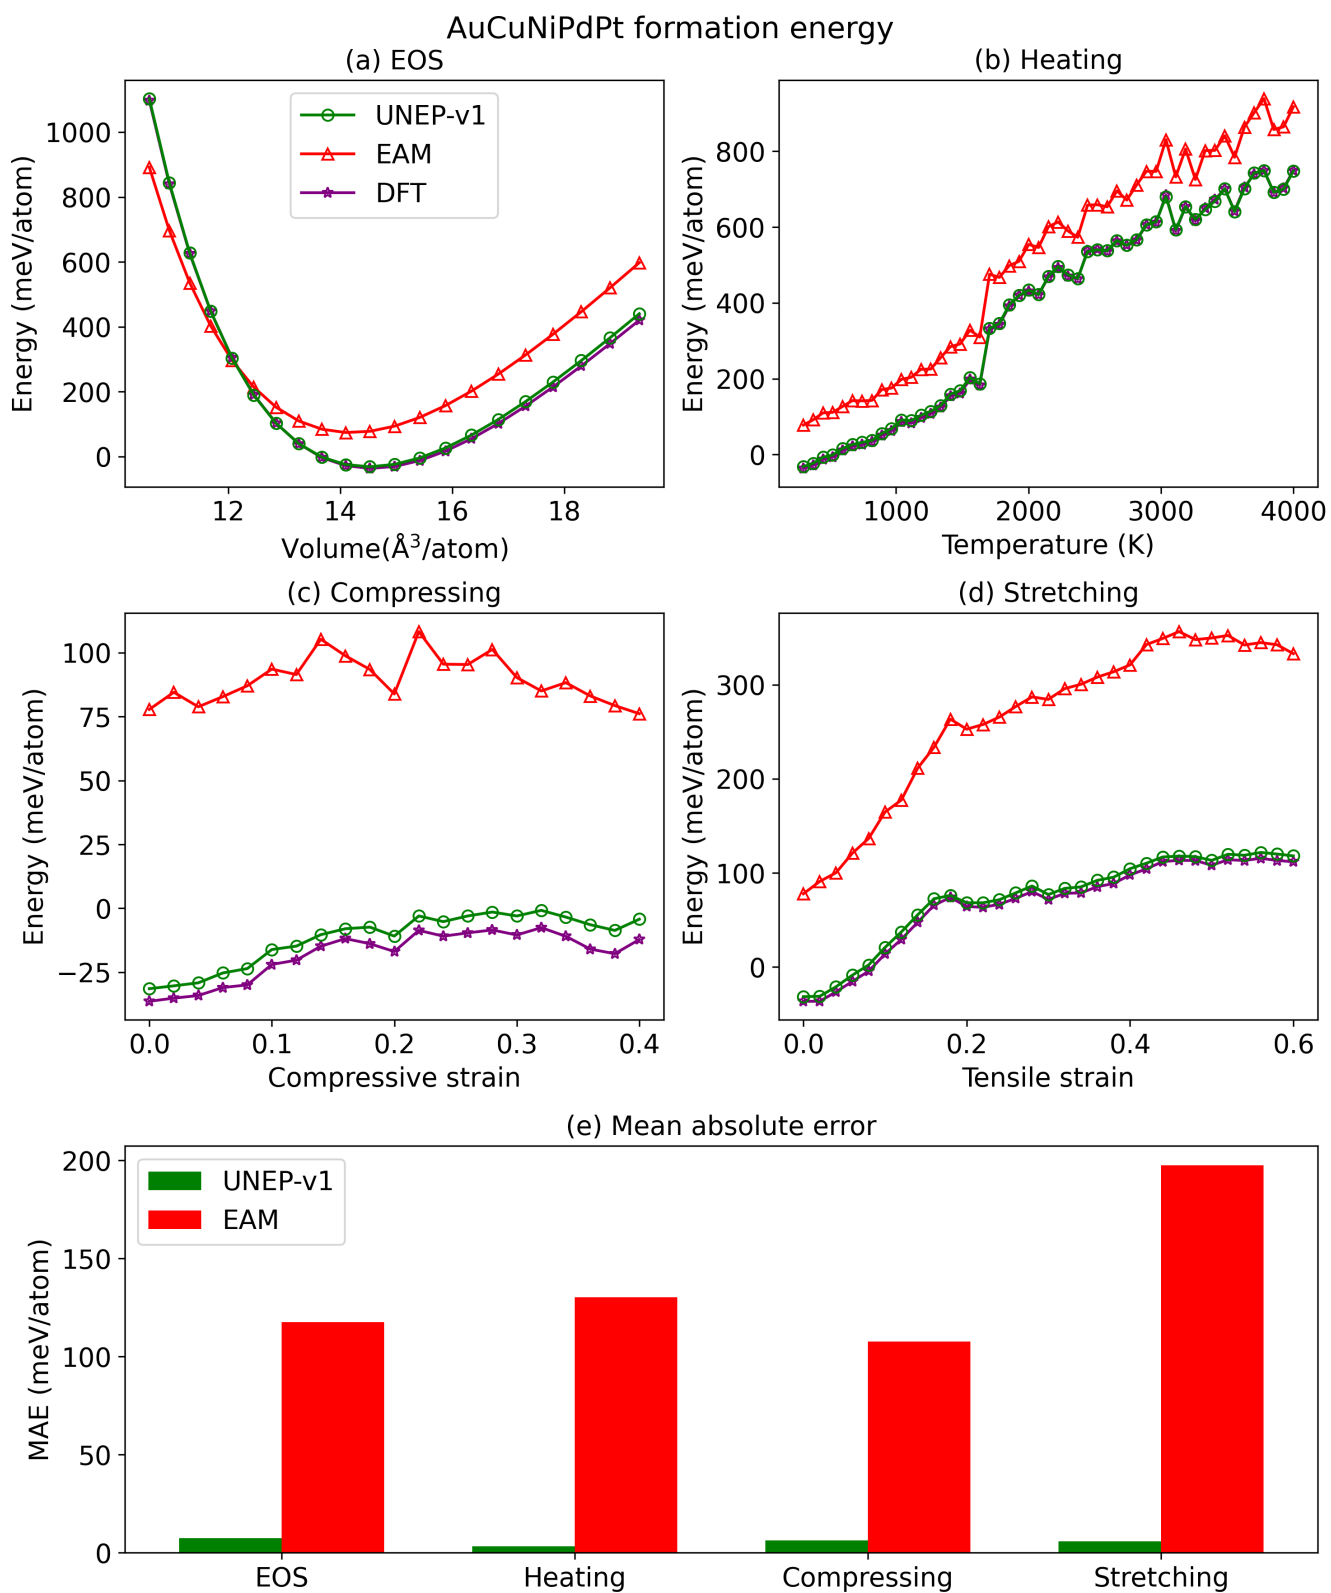 AuCuNiPdPt formation energy
(a) EOS
1000
800
600
400
200
0
12
14
16
18
Energy (meV/atom)
Volume(Å³/atom)
UNEP-v1
EAM
DFT
(b) Heating
800
600
400
200
0
1000
2000
3000
4000
Energy (meV/atom)
Temperature (K)
(c) Compressing
100
75
50
25
0
−25
0.0
0.1
0.2
0.3
0.4
Energy (meV/atom)
Compressive strain
(d) Stretching
300
200
100
0
0.0
0.2
0.4
0.6
Energy (meV/atom)
Tensile strain
(e) Mean absolute error
200
150
100
50
0
MAE (meV/atom)
UNEP-v1
EAM
EOS
Heating
Compressing
Stretching